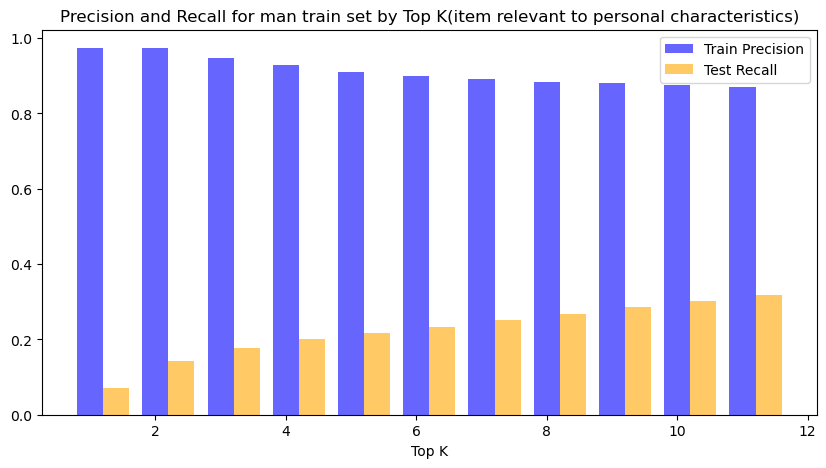 Precision and Recall for man train set by Top K(item relevant to personal characteristics)
Train Precision
Test Recall
1.0
0.8
0.6
0.4
0.2
0.0
2 4 6 8 10 12
Top K